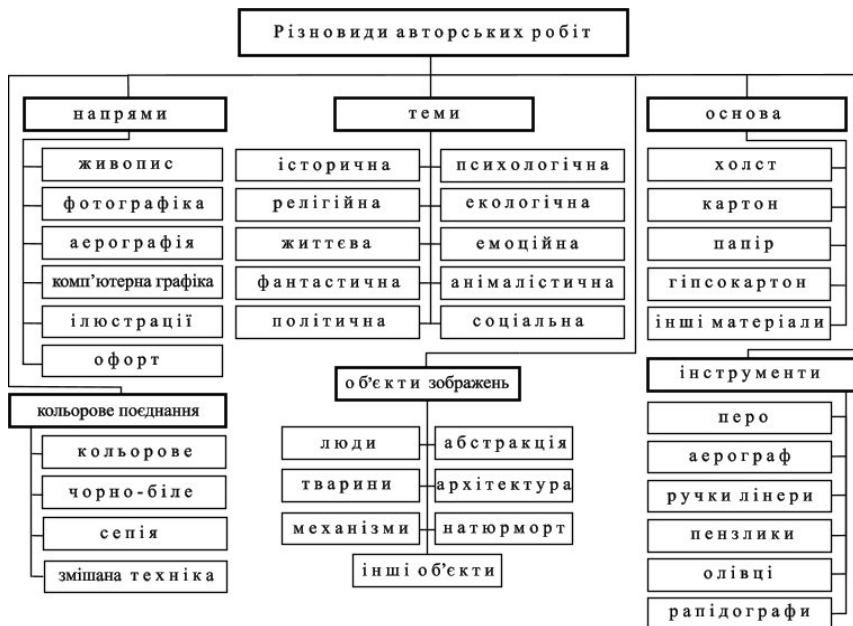 Різновиди авторських робіт
напрями
живопис
фотографіка
аерографія
комп’ютерна графіка
ілюстрації
офорт
теми
історична
психологічна
релігійна
екологічна
життєва
емоційна
фантастична
анімалістична
політична
соціальна
основа
холст
картон
папір
гіпсокартон
інші матеріали
кольорове поєднання
кольорове
чорно-біле
сепія
змішана техніка
об’єкти зображень
люди
абстракція
тварини
архітектура
механізми
натюрморт
інші об’єкти
інструменти
перо
аерограф
ручки лінери
пензлики
олівці
рапідографи